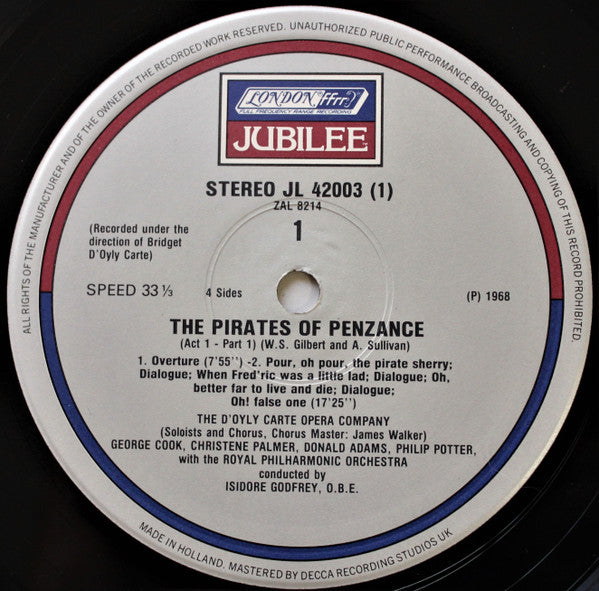 ALL RIGHTS OF THE MANUFACTURER AND OF THE OWNER OF THE RECORDED WORK RESERVED. UNAUTHORIZED PUBLIC PERFORMANCE BROADCASTING AND COPYING OF THIS RECORD PROHIBITED.
LONDON ffrr
FULL FREQUENCY RANGE RECORDING
JUBILEE
STEREO JL 42003 (1)
ZAL 8214
1
(Recorded under the
direction of Bridget
D'Oyly Carte)
SPEED 33⅓ 4 Sides (P) 1968
THE PIRATES OF PENZANCE
(Act 1 - Part 1) (W.S. Gilbert and A. Sullivan)
1. Overture (7'55'') -2. Pour, oh pour, the pirate sherry;
Dialogue; When Fred'ric was a little lad; Dialogue; Oh,
better far to live and die; Dialogue;
Oh! false one (17'25'')
THE D'OYLY CARTE OPERA COMPANY
(Soloists and Chorus, Chorus Master: James Walker)
GEORGE COOK, CHRISTENE PALMER, DONALD ADAMS, PHILIP POTTER,
with the ROYAL PHILHARMONIC ORCHESTRA
conducted by
ISIDORE GODFREY, O.B.E.
MADE IN HOLLAND. MASTERED BY DECCA RECORDING STUDIOS UK